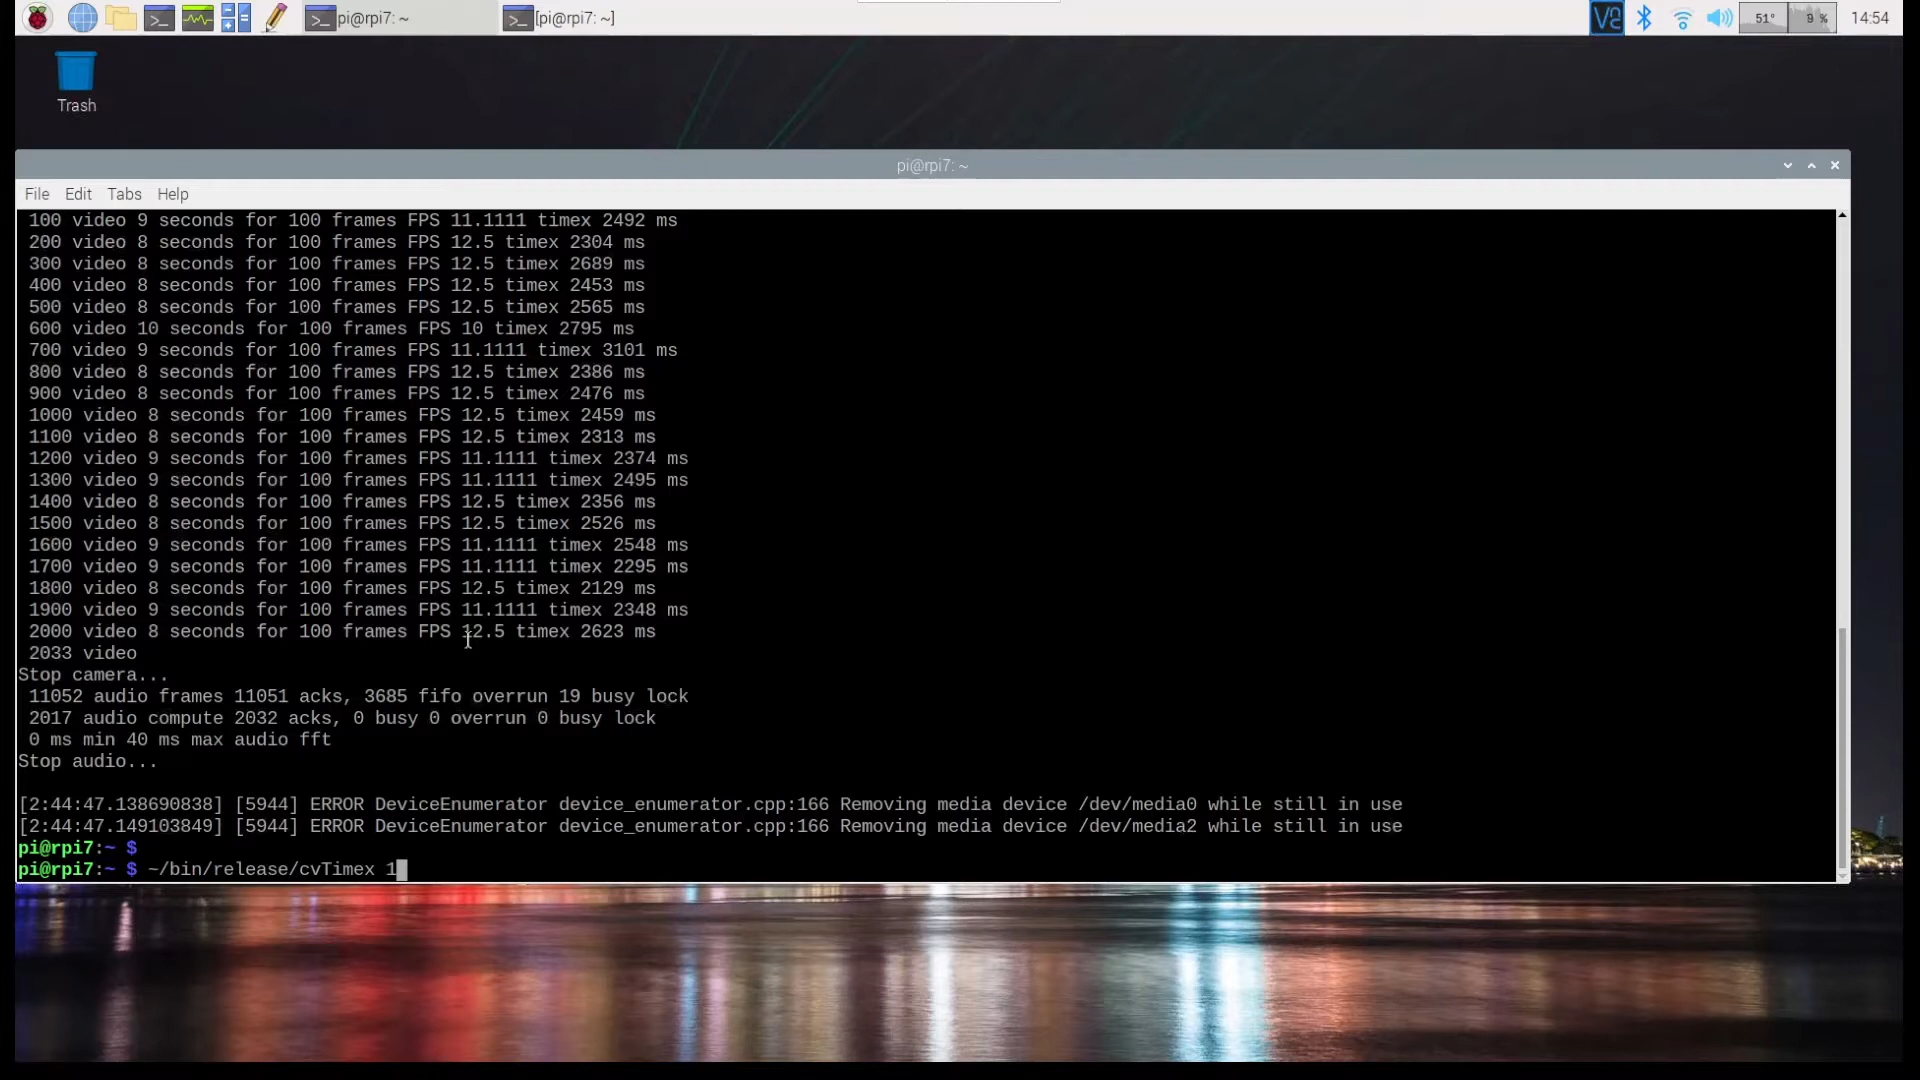 pi@rpi7: ~
[pi@rpi7: ~]
51°
9 %
14:54
Trash
pi@rpi7: ~
File Edit Tabs Help
100 video 9 seconds for 100 frames FPS 11.1111 timex 2492 ms
200 video 8 seconds for 100 frames FPS 12.5 timex 2304 ms
300 video 8 seconds for 100 frames FPS 12.5 timex 2689 ms
400 video 8 seconds for 100 frames FPS 12.5 timex 2453 ms
500 video 8 seconds for 100 frames FPS 12.5 timex 2565 ms
600 video 10 seconds for 100 frames FPS 10 timex 2795 ms
700 video 9 seconds for 100 frames FPS 11.1111 timex 3101 ms
800 video 8 seconds for 100 frames FPS 12.5 timex 2386 ms
900 video 8 seconds for 100 frames FPS 12.5 timex 2476 ms
1000 video 8 seconds for 100 frames FPS 12.5 timex 2459 ms
1100 video 8 seconds for 100 frames FPS 12.5 timex 2313 ms
1200 video 9 seconds for 100 frames FPS 11.1111 timex 2374 ms
1300 video 9 seconds for 100 frames FPS 11.1111 timex 2495 ms
1400 video 8 seconds for 100 frames FPS 12.5 timex 2356 ms
1500 video 8 seconds for 100 frames FPS 12.5 timex 2526 ms
1600 video 9 seconds for 100 frames FPS 11.1111 timex 2548 ms
1700 video 9 seconds for 100 frames FPS 11.1111 timex 2295 ms
1800 video 8 seconds for 100 frames FPS 12.5 timex 2129 ms
1900 video 9 seconds for 100 frames FPS 11.1111 timex 2348 ms
2000 video 8 seconds for 100 frames FPS 12.5 timex 2623 ms
2033 video
Stop camera...
11052 audio frames 11051 acks, 3685 fifo overrun 19 busy lock
2017 audio compute 2032 acks, 0 busy 0 overrun 0 busy lock
0 ms min 40 ms max audio fft
Stop audio...
[2:44:47.138690838] [5944] ERROR DeviceEnumerator device_enumerator.cpp:166 Removing media device /dev/media0 while still in use
[2:44:47.149103849] [5944] ERROR DeviceEnumerator device_enumerator.cpp:166 Removing media device /dev/media2 while still in use
pi@rpi7:~ $
pi@rpi7:~ $ ~/bin/release/cvTimex 1